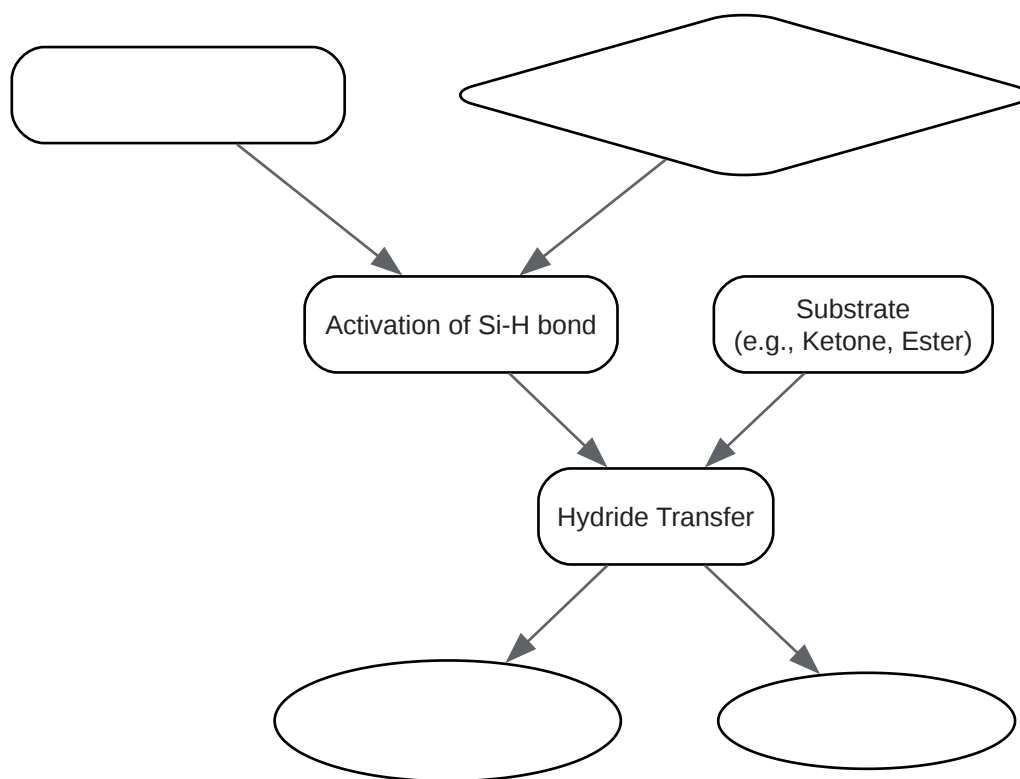 Activation of Si-H bond
Substrate
(e.g., Ketone, Ester)
Hydride Transfer